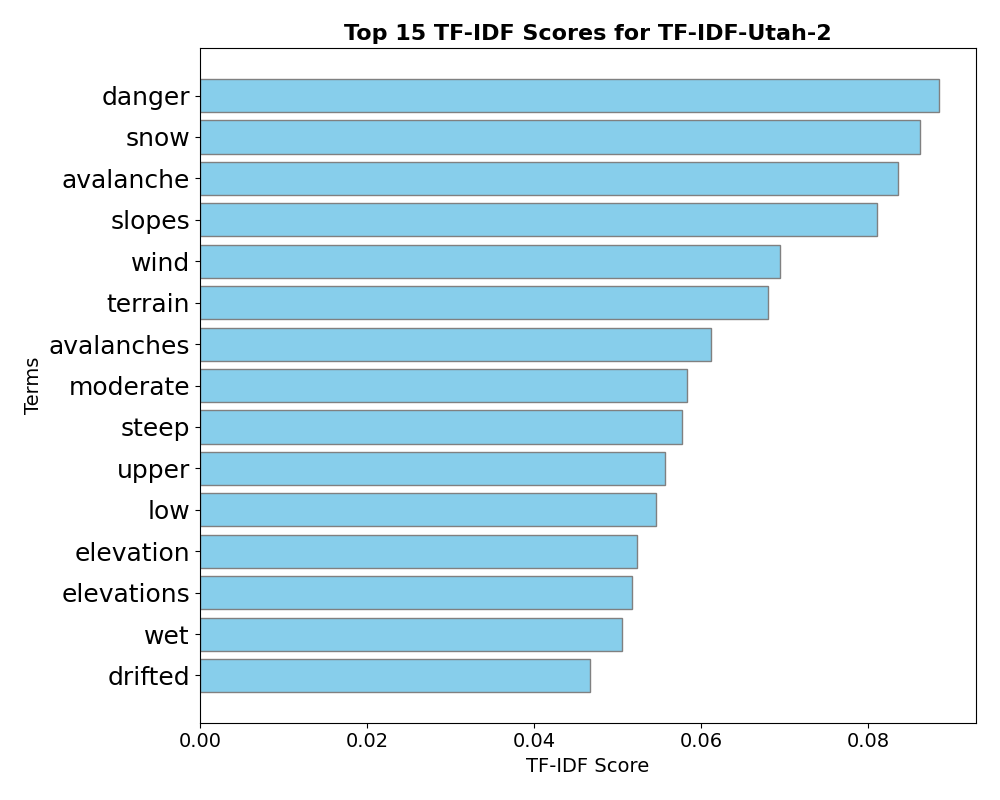 Top 15 TF-IDF Scores for TF-IDF-Utah-2
danger
snow
avalanche
slopes
wind
terrain
avalanches
moderate
steep
upper
low
elevation
elevations
wet
drifted
Terms
0.00 0.02 0.04 0.06 0.08
TF-IDF Score